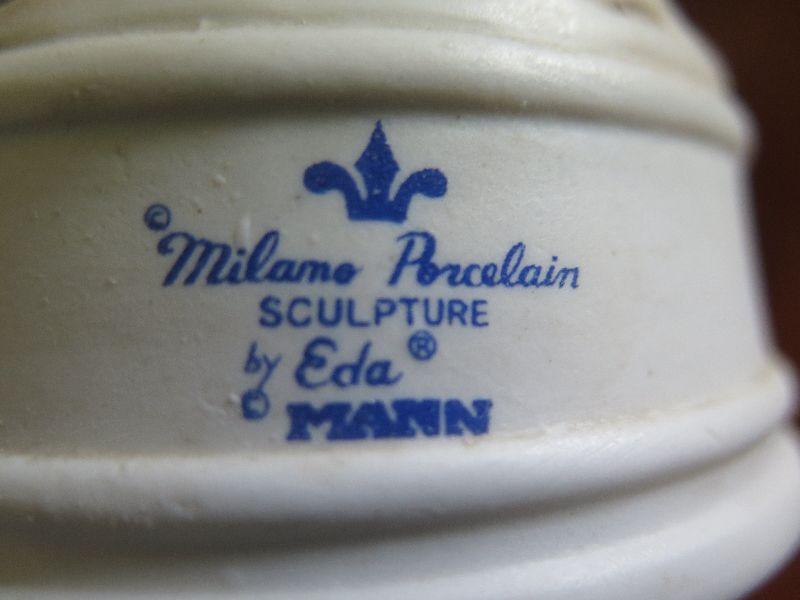 © Milano Porcelain
SCULPTURE
by Eda ®
© MANN